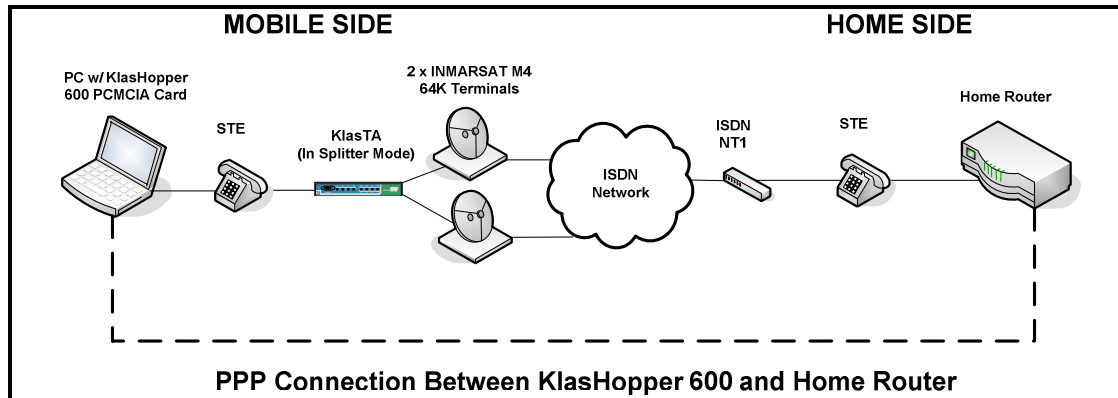 MOBILE SIDE
HOME SIDE
PC w/ KlasHopper
600 PCMCIA Card
STE
KlasTA
(In Splitter Mode)
2 x INMARSAT M4
64K Terminals
ISDN
Network
ISDN
NT1
STE
Home Router
PPP Connection Between KlasHopper 600 and Home Router